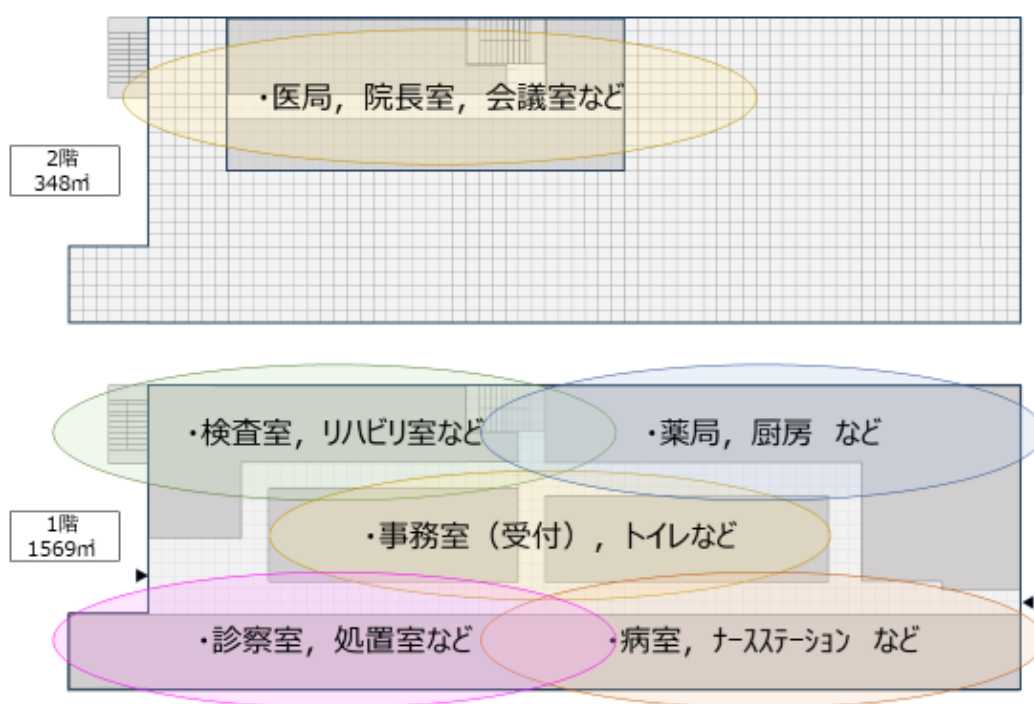 ・医局，院長室，会議室など
2階
348㎡
・検査室，リハビリ室など
・薬局，厨房 など
1階
1569㎡
・事務室（受付），トイレなど
・診察室，処置室など
・病室，ﾅｰｽｽﾃｰｼｮﾝ など